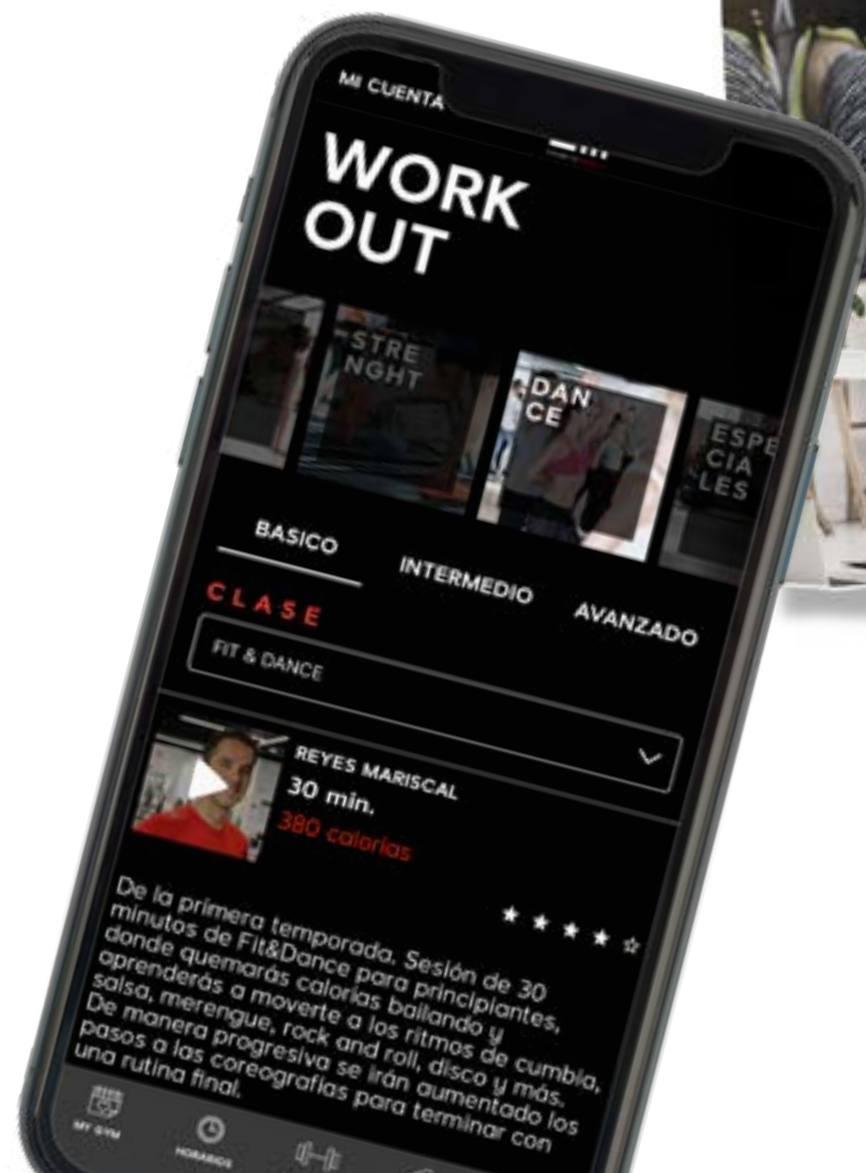 MI CUENTA
WORK
OUT
STRE
NGHT
DAN
CE
ESPE
CIA
LES
BASICO
INTERMEDIO
AVANZADO
CLASE
FIT & DANCE
REYES MARISCAL
30 min.
380 calorías
De la primera temporada. Sesión de 30
minutos de Fit&Dance para principiantes,
donde quemarás calorías bailando y
aprenderás a moverte a los ritmos de cumbia,
salsa, merengue, rock and roll, disco y más.
De manera progresiva se irán aumentado los
pasos a las coreografías para terminar con
una rutina final.
MY GYM
HORARIOS